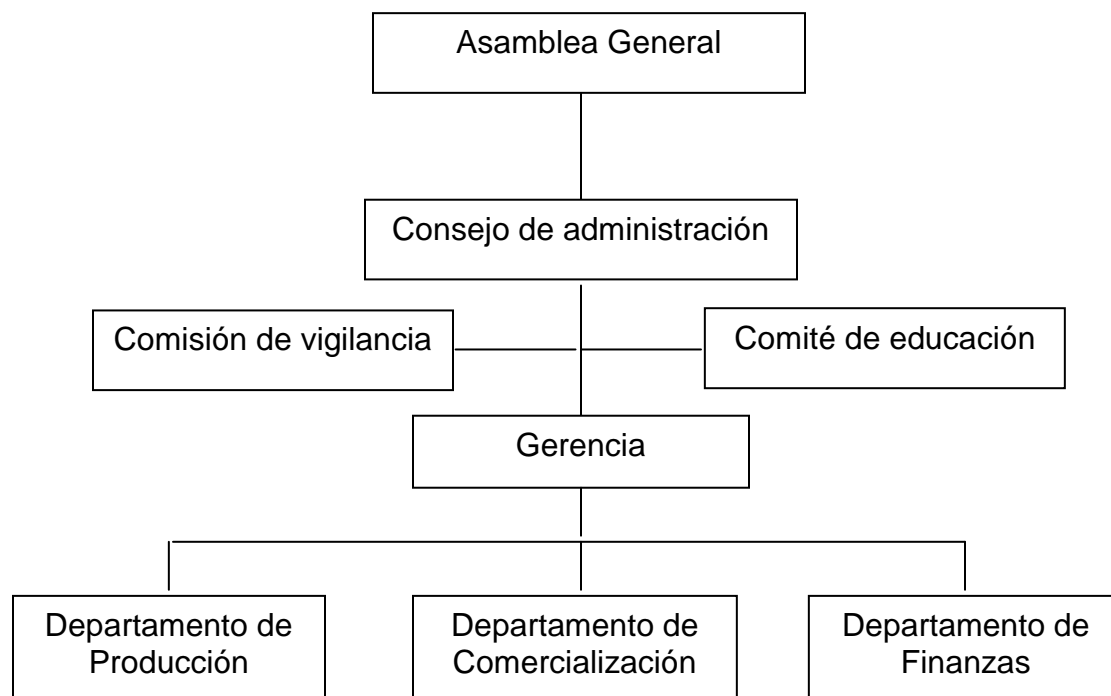 Asamblea General
Consejo de administración
Comisión de vigilancia
Comité de educación
Gerencia
Departamento de
Producción
Departamento de
Comercialización
Departamento de
Finanzas